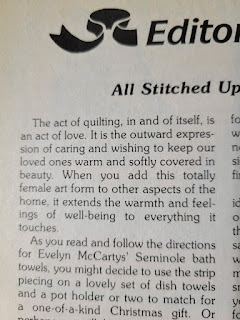 Editor
All Stitched Up
The act of quilting, in and of itself, is
an act of love. It is the outward expres-
sion of caring and wishing to keep our
loved ones warm and softly covered in
beauty. When you add this totally
female art form to other aspects of the
home, it extends the warmth and feel-
ings of well-being to everything it
touches.
As you read and follow the directions
for Evelyn McCartys' Seminole bath
towels, you might decide to use the strip
piecing on a lovely set of dish towels
and a pot holder or two to match for
a one-of-a-kind Christmas gift. Or